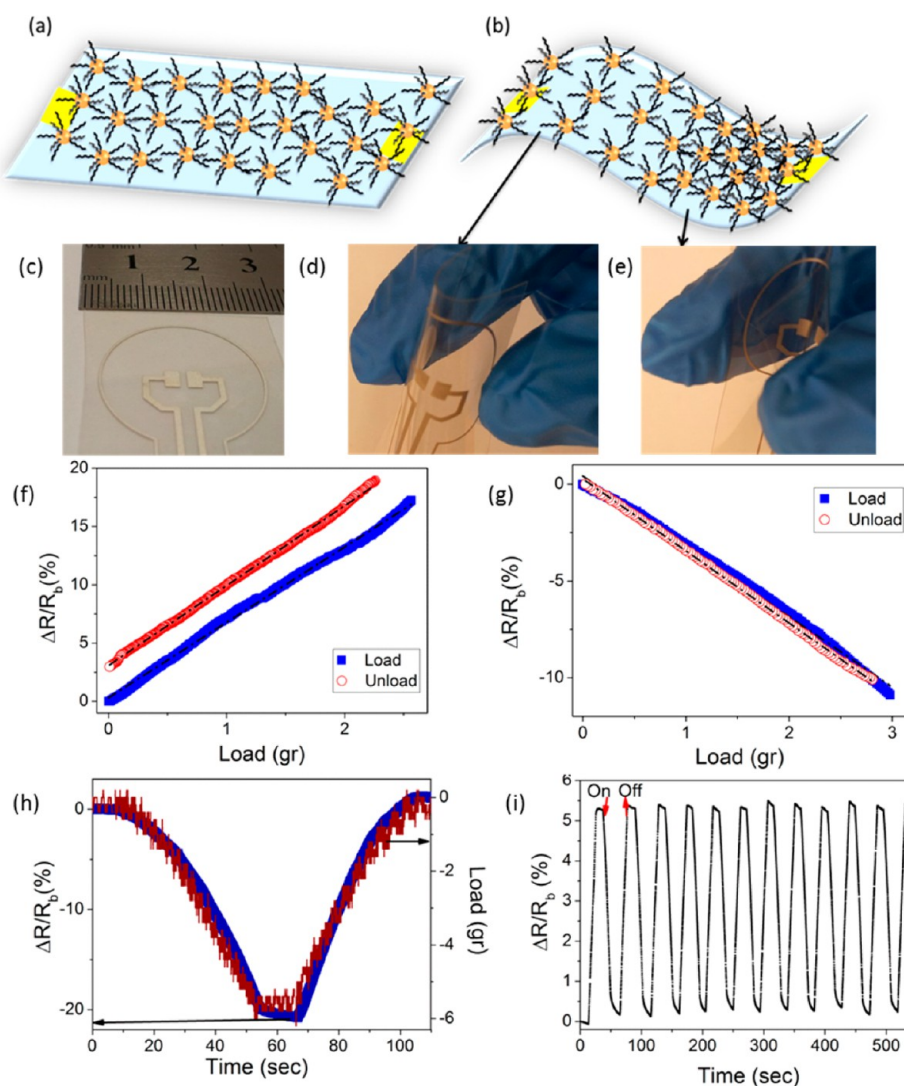 (a)
(b)
(c)
mm
1 2 3
(d)
(e)
(f)
20
15
10
5
0
ΔR/R_b(%)
Load
Unload
0 1 2
Load (gr)
(g)
0
-5
-10
ΔR/R_b(%)
Load
Unload
0 1 2 3
Load (gr)
(h)
0
-10
-20
ΔR/R_b(%)
0
-2
-4
-6
Load (gr)
0 20 40 60 80 100
Time (sec)
(i)
6
5
4
3
2
1
0
ΔR/R_b (%)
On Off
0 100 200 300 400 500
Time (sec)